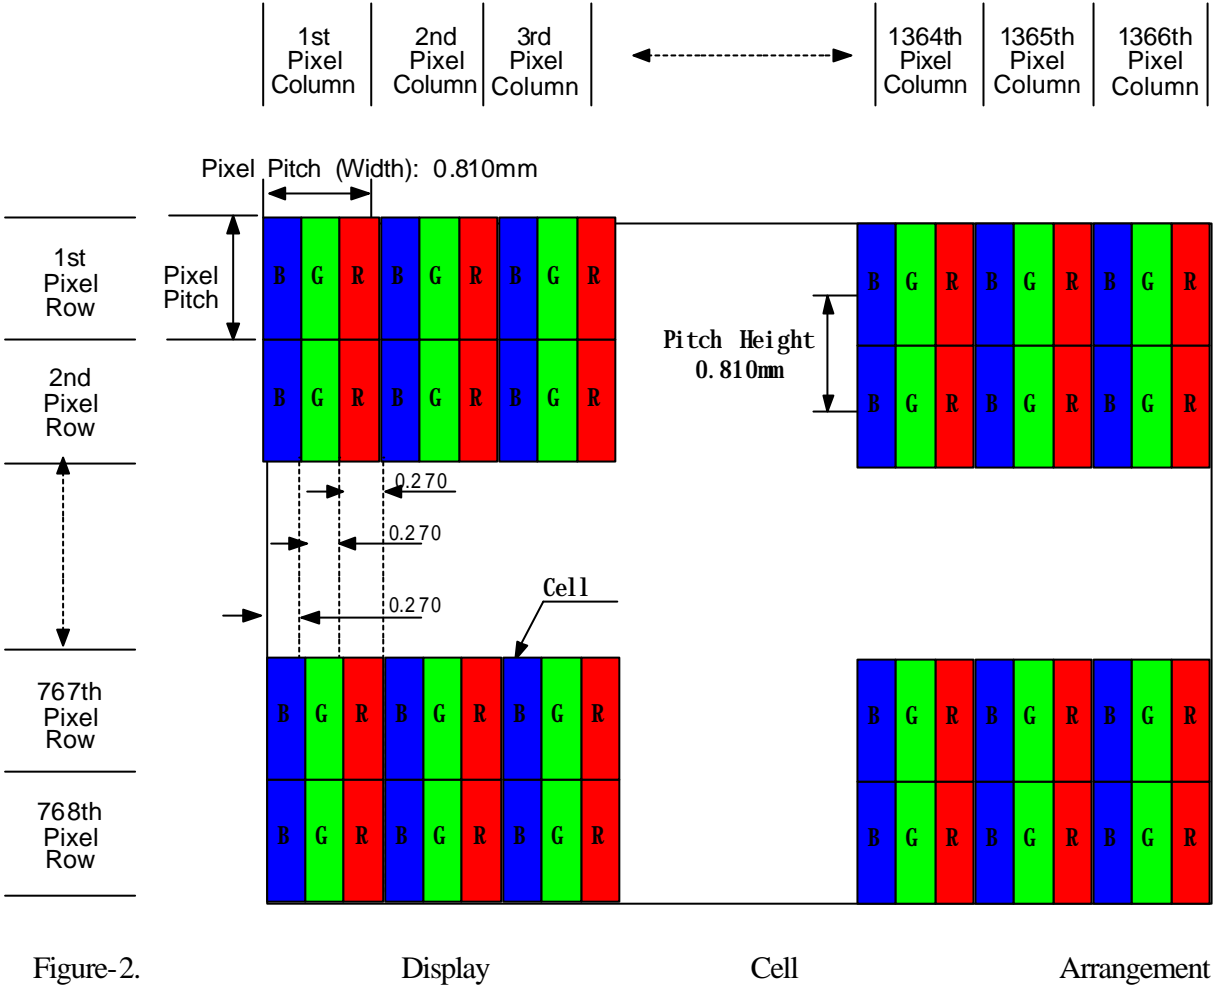 1st
Pixel
Column
2nd
Pixel
Column
3rd
Pixel
Column
1364th
Pixel
Column
1365th
Pixel
Column
1366th
Pixel
Column
Pixel Pitch (Width): 0.810mm
1st
Pixel
Row
Pixel
Pitch
B G R B G R B G R
B G R B G R B G R
Pitch Height
0.810mm
2nd
Pixel
Row
B G R B G R B G R
B G R B G R B G R
0.270
0.270
0.270
Cell
767th
Pixel
Row
B G R B G R B G R
B G R B G R B G R
768th
Pixel
Row
B G R B G R B G R
B G R B G R B G R
Figure-2. Display Cell Arrangement